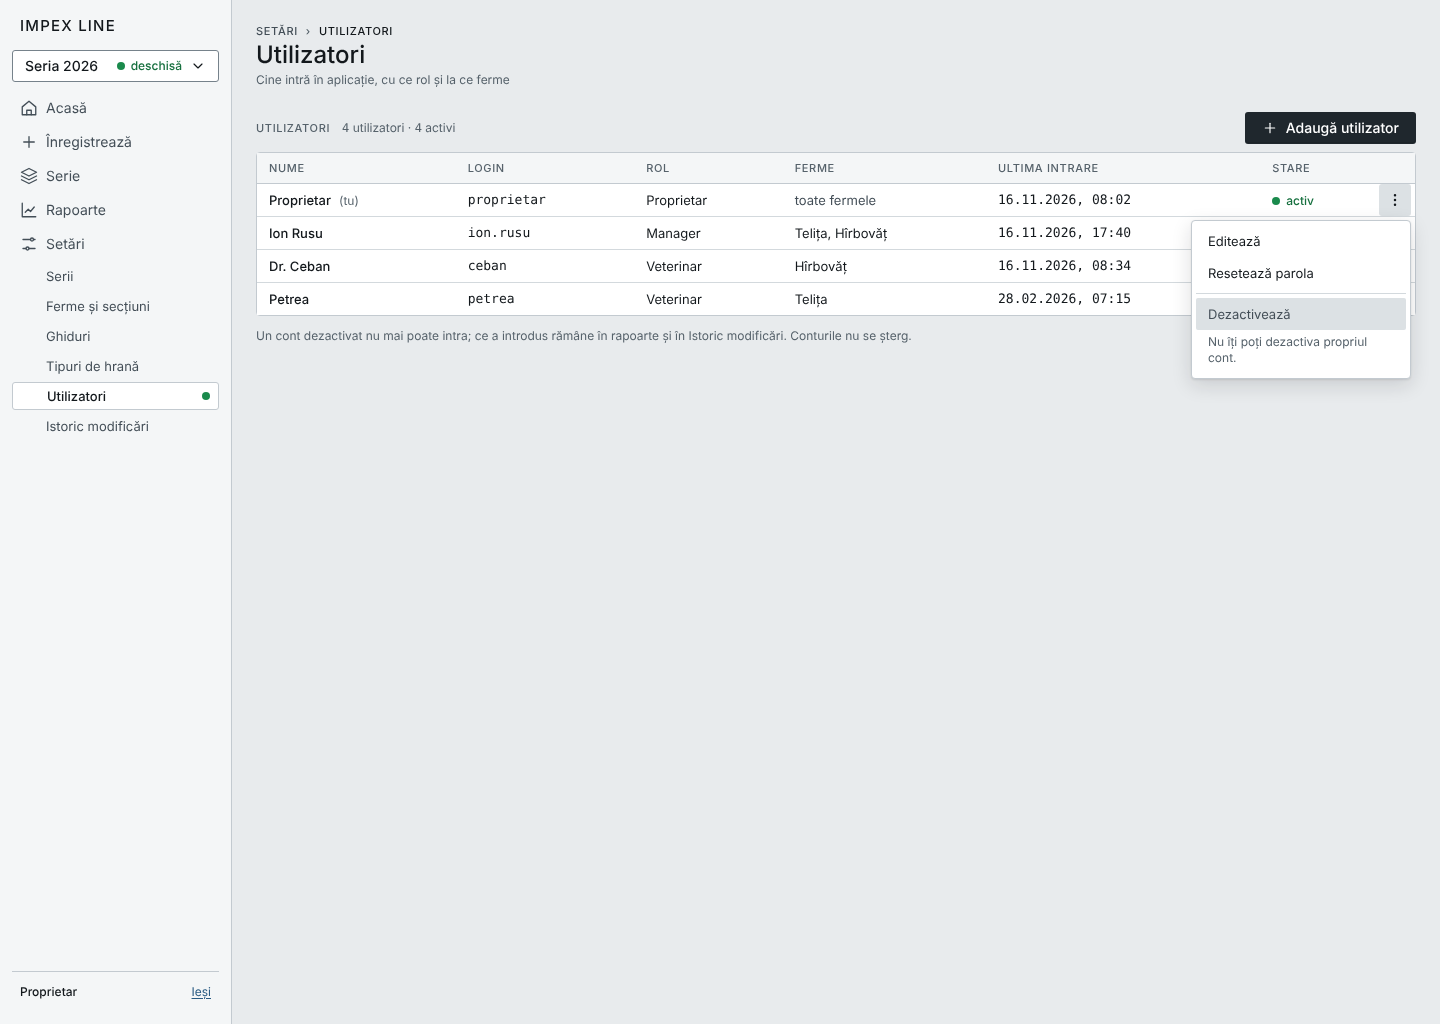 IMPEX LINE
Seria 2026 deschisă
Acasă
Înregistrează
Serie
Rapoarte
Setări
Serii
Ferme și secțiuni
Ghiduri
Tipuri de hrană
Utilizatori
Istoric modificări
Proprietar Ieși
SETĂRI › UTILIZATORI
Utilizatori
Cine intră în aplicație, cu ce rol și la ce ferme
UTILIZATORI 4 utilizatori · 4 activi
+ Adaugă utilizator
NUME LOGIN ROL FERME ULTIMA INTRARE STARE
Proprietar (tu) proprietar Proprietar toate fermele 16.11.2026, 08:02 activ
Ion Rusu ion.rusu Manager Telița, Hîrbovăț 16.11.2026, 17:40
Dr. Ceban ceban Veterinar Hîrbovăț 16.11.2026, 08:34
Petrea petrea Veterinar Telița 28.02.2026, 07:15
Un cont dezactivat nu mai poate intra; ce a introdus rămâne în rapoarte și în Istoric modificări. Conturile nu se șterg.
Editează
Resetează parola
Dezactivează
Nu îți poți dezactiva propriul
cont.